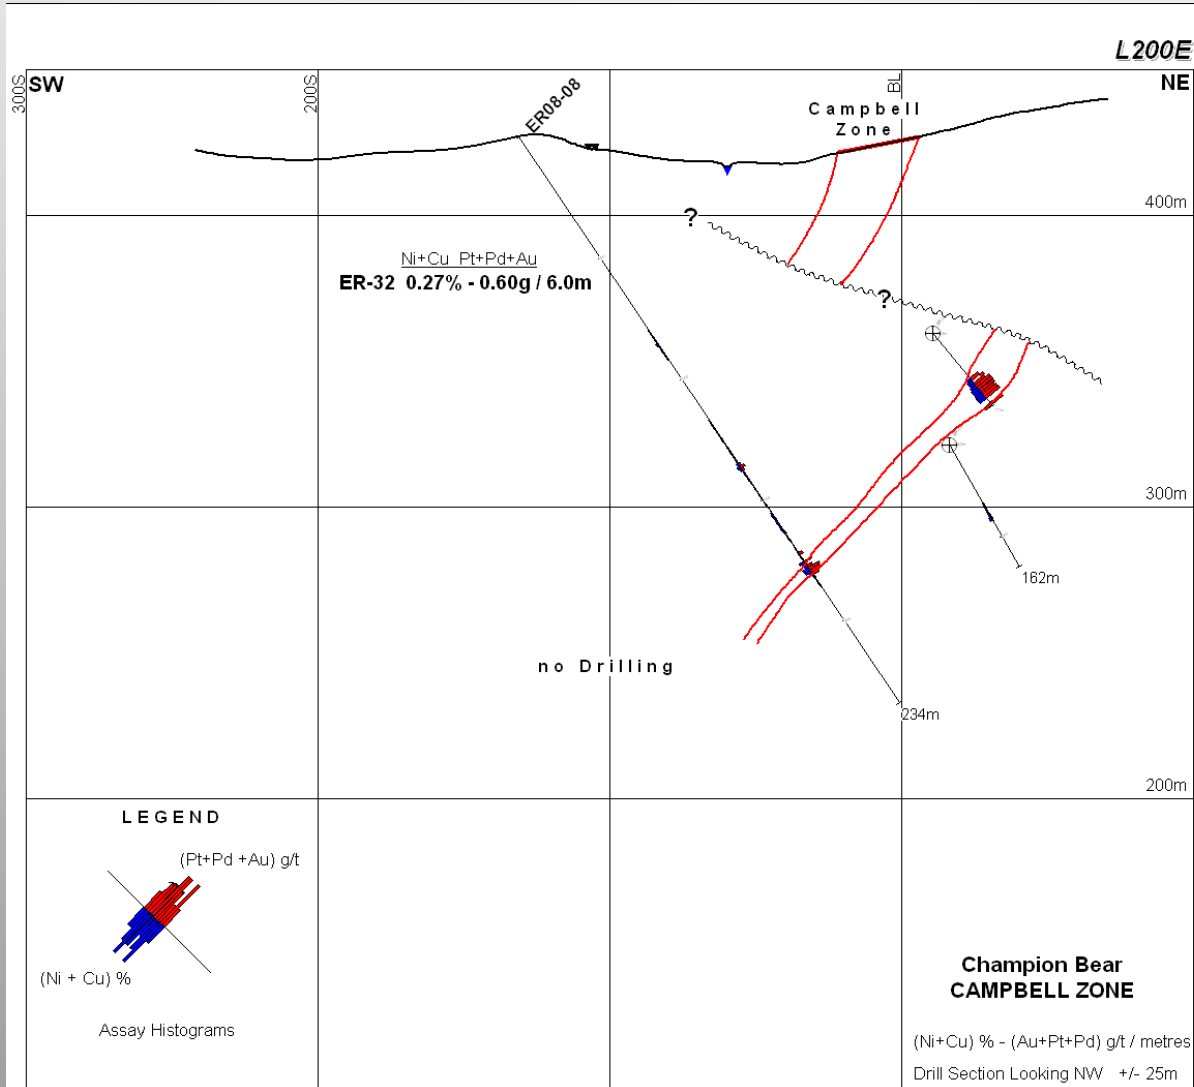 L200E
300S
SW
200S
ER08-08
BL
NE
Campbell
Zone
400m
?
Ni+Cu Pt+Pd+Au
ER-32 0.27% - 0.60g / 6.0m
?
300m
162m
no Drilling
234m
200m
LEGEND
(Pt+Pd +Au) g/t
(Ni + Cu) %
Assay Histograms
Champion Bear
CAMPBELL ZONE
(Ni+Cu) % - (Au+Pt+Pd) g/t / metres
Drill Section Looking NW +/- 25m